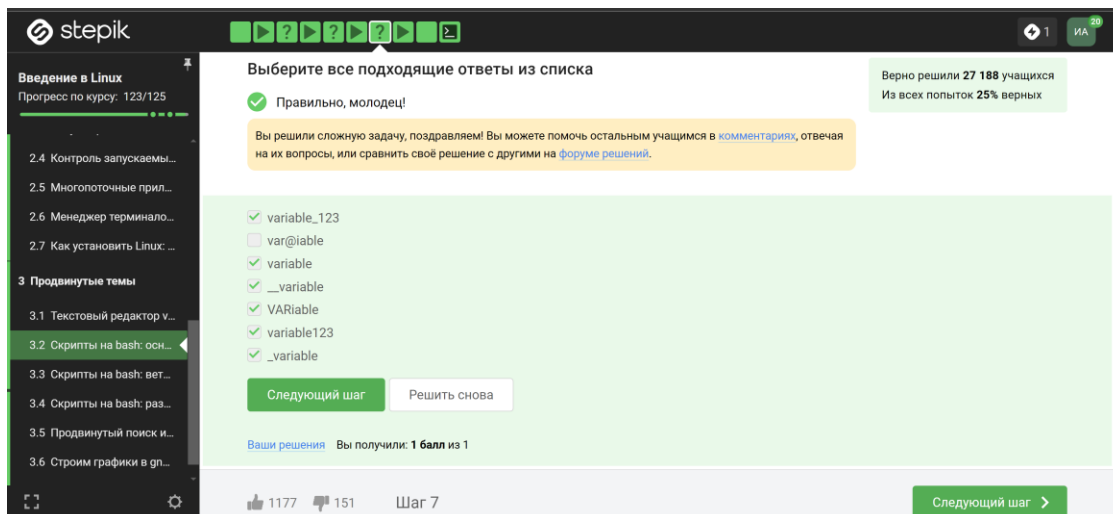 stepik
1
ИА
20
Введение в Linux
Прогресс по курсу: 123/125
2.4 Контроль запускаемы...
2.5 Многопоточные прил...
2.6 Менеджер терминало...
2.7 Как установить Linux: ...
3 Продвинутые темы
3.1 Текстовый редактор v...
3.2 Скрипты на bash: осн...
3.3 Скрипты на bash: вет...
3.4 Скрипты на bash: раз...
3.5 Продвинутый поиск и...
3.6 Строим графики в gn...
Выберите все подходящие ответы из списка
Правильно, молодец!
Верно решили 27 188 учащихся
Из всех попыток 25% верных
Вы решили сложную задачу, поздравляем! Вы можете помочь остальным учащимся в комментариях, отвечая
на их вопросы, или сравнить своё решение с другими на форуме решений.
variable_123
var@iable
variable
__variable
VARiable
variable123
_variable
Следующий шаг
Решить снова
Ваши решения Вы получили: 1 балл из 1
1177 151 Шаг 7
Следующий шаг